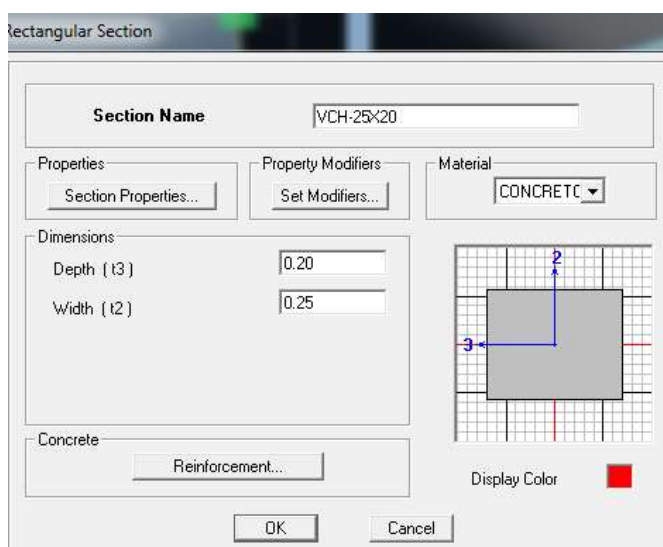 Rectangular Section
Section Name VCH-25X20
Properties Property Modifiers Material
Section Properties... Set Modifiers... CONCRETO
Dimensions
Depth ( t3 ) 0.20
Width ( t2 ) 0.25
2
3
Concrete
Reinforcement...
Display Color
OK Cancel